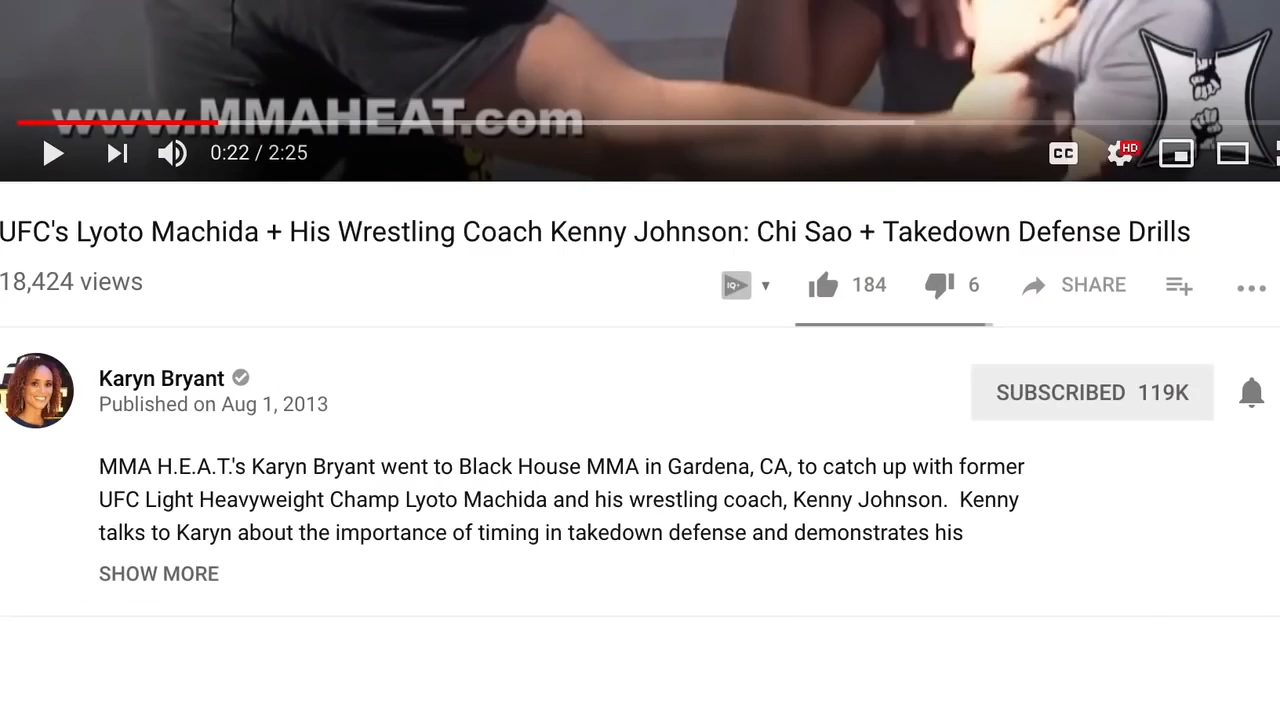 www.MMAHEAT.com
0:22 / 2:25
CC
HD
UFC's Lyoto Machida + His Wrestling Coach Kenny Johnson: Chi Sao + Takedown Defense Drills
18,424 views
IQ+
184
6
SHARE
Karyn Bryant
Published on Aug 1, 2013
SUBSCRIBED 119K
MMA H.E.A.T.'s Karyn Bryant went to Black House MMA in Gardena, CA, to catch up with former
UFC Light Heavyweight Champ Lyoto Machida and his wrestling coach, Kenny Johnson.  Kenny
talks to Karyn about the importance of timing in takedown defense and demonstrates his
SHOW MORE